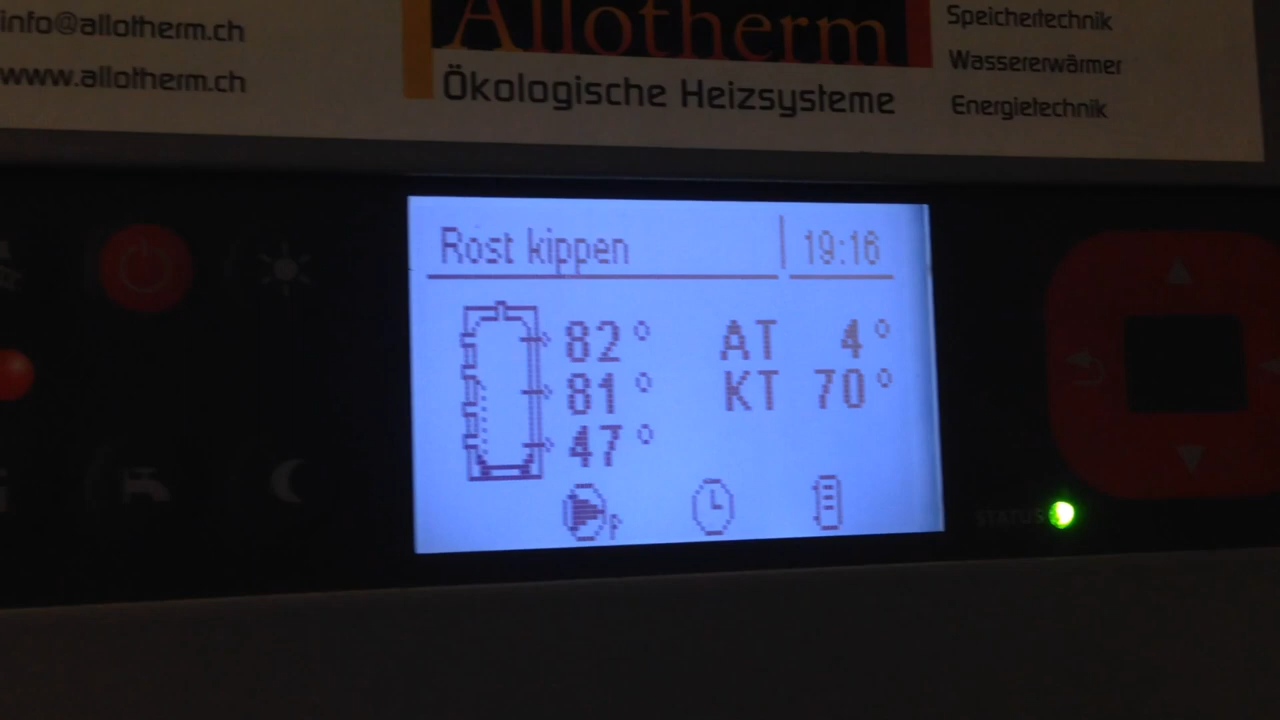 info@allotherm.ch
www.allotherm.ch
Allotherm
Ökologische Heizsysteme
Speichertechnik
Wassererwärmer
Energietechnik
Rost kippen 19:16
82° AT 4°
81° KT 70°
47°
P
STATUS